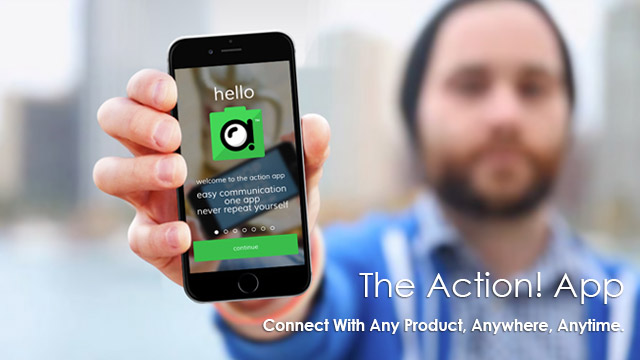 hello
a!™
welcome to the action app
easy communication
one app
never repeat yourself
continue
The Action! App
Connect With Any Product, Anywhere, Anytime.